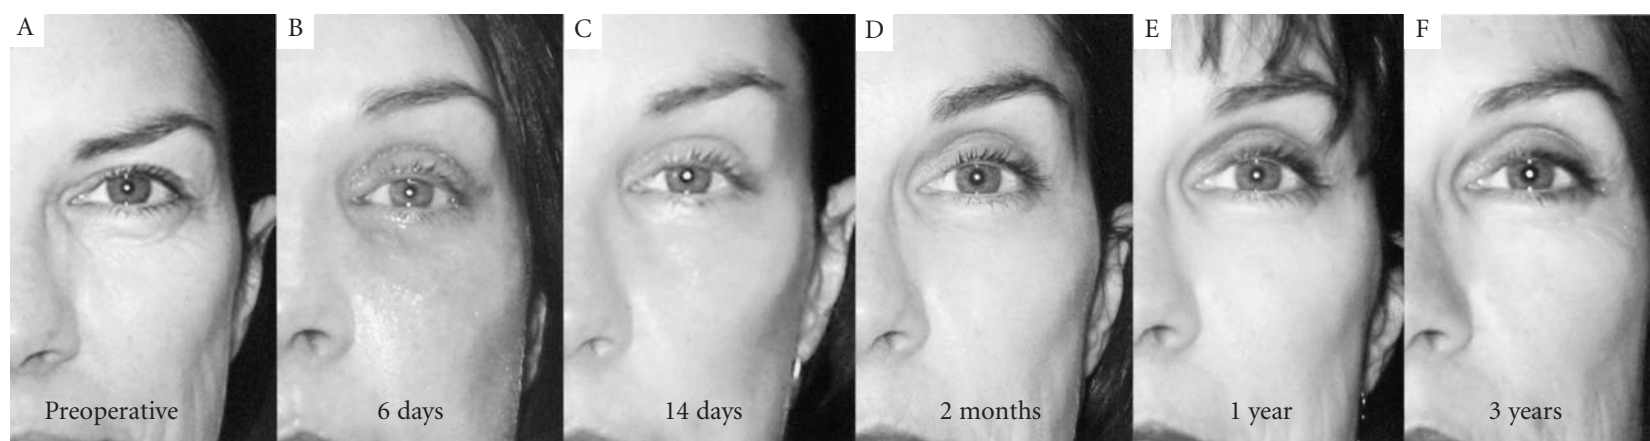 A
B
C
D
E
F
Preoperative
6 days
14 days
2 months
1 year
3 years